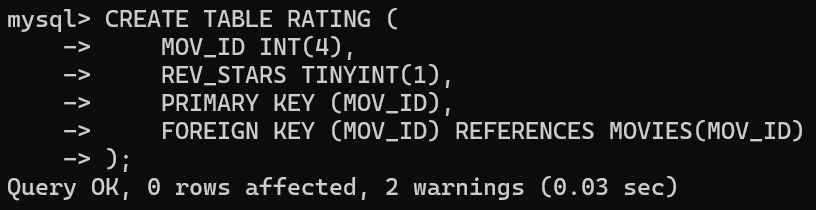 mysql> CREATE TABLE RATING (
    ->     MOV_ID INT(4),
    ->     REV_STARS TINYINT(1),
    ->     PRIMARY KEY (MOV_ID),
    ->     FOREIGN KEY (MOV_ID) REFERENCES MOVIES(MOV_ID)
    -> );
Query OK, 0 rows affected, 2 warnings (0.03 sec)